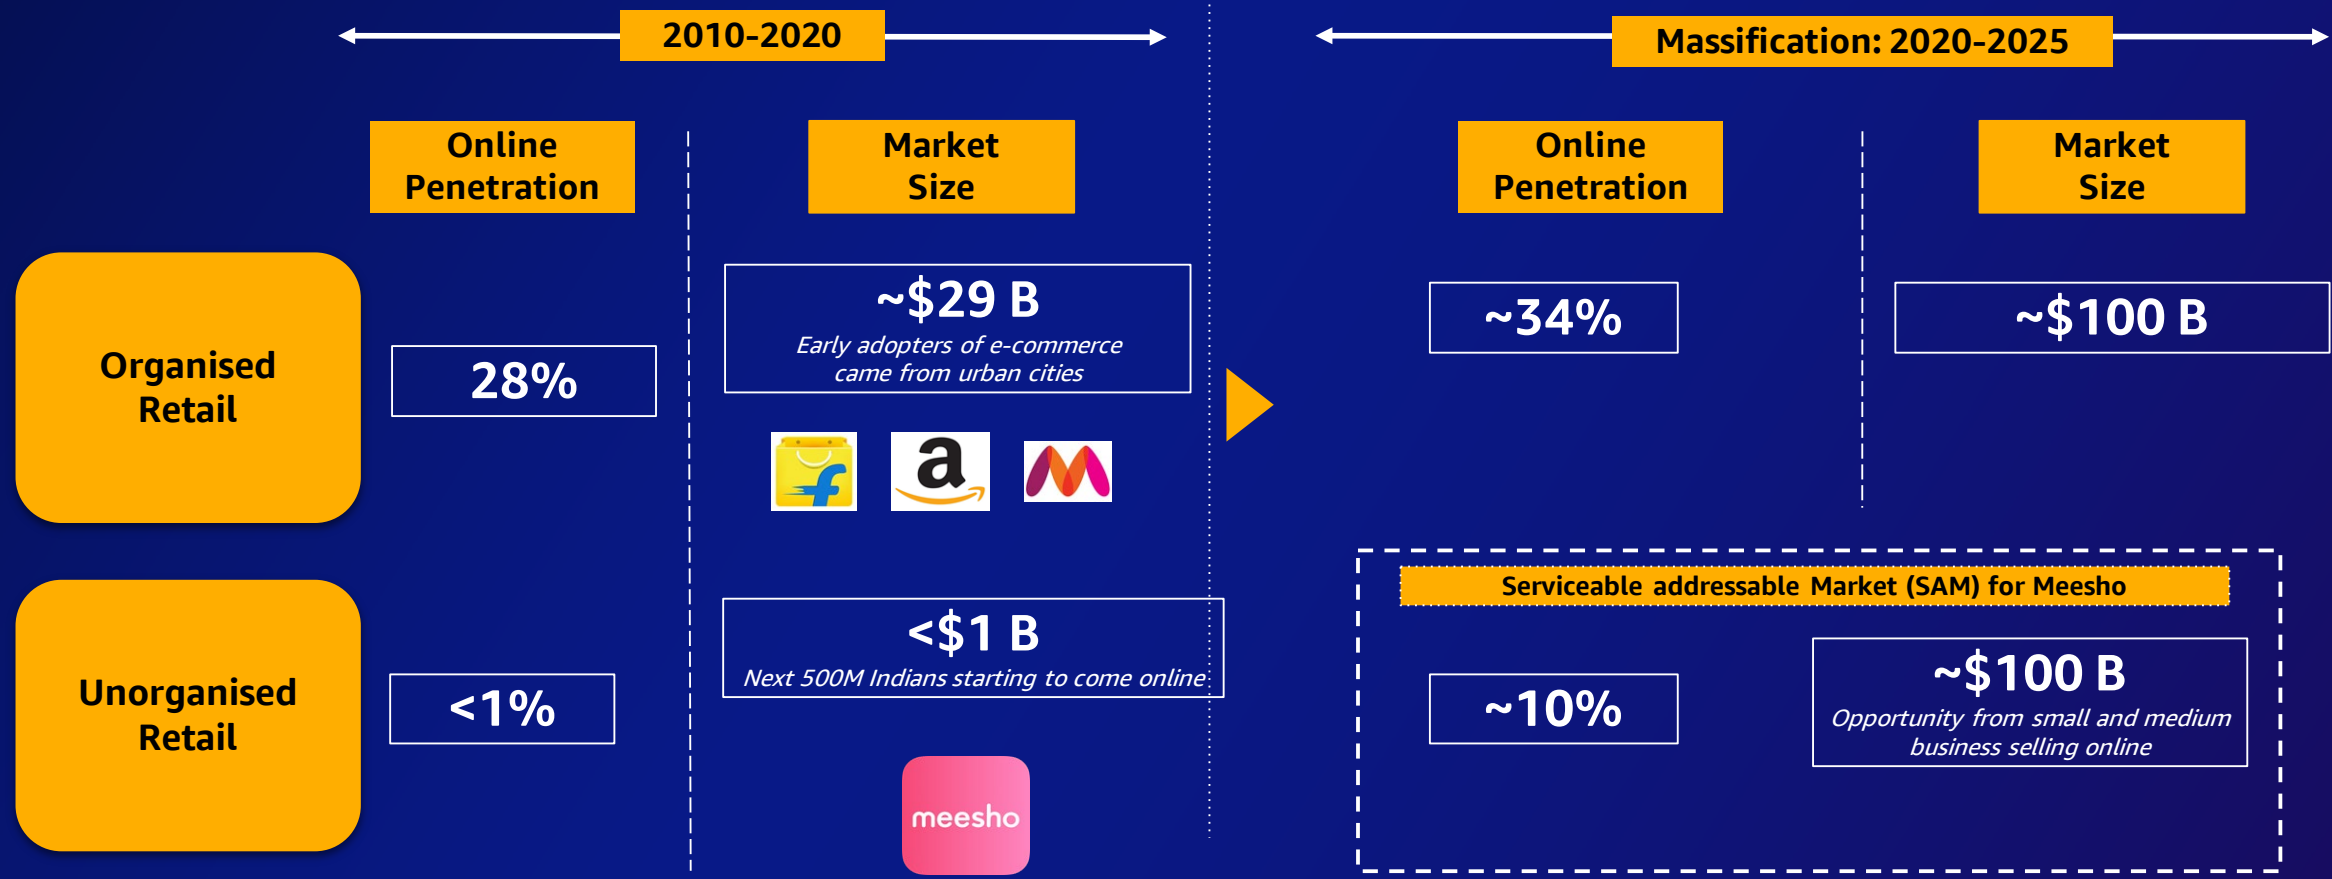 2010-2020
Massification: 2020-2025
Online
Penetration
Market
Size
Online
Penetration
Market
Size
Organised
Retail
28%
~$29 B
Early adopters of e-commerce
came from urban cities
f
a
~34%
~$100 B
Unorganised
Retail
<1%
<$1 B
Next 500M Indians starting to come online
meesho
Serviceable addressable Market (SAM) for Meesho
~10%
~$100 B
Opportunity from small and medium
business selling online